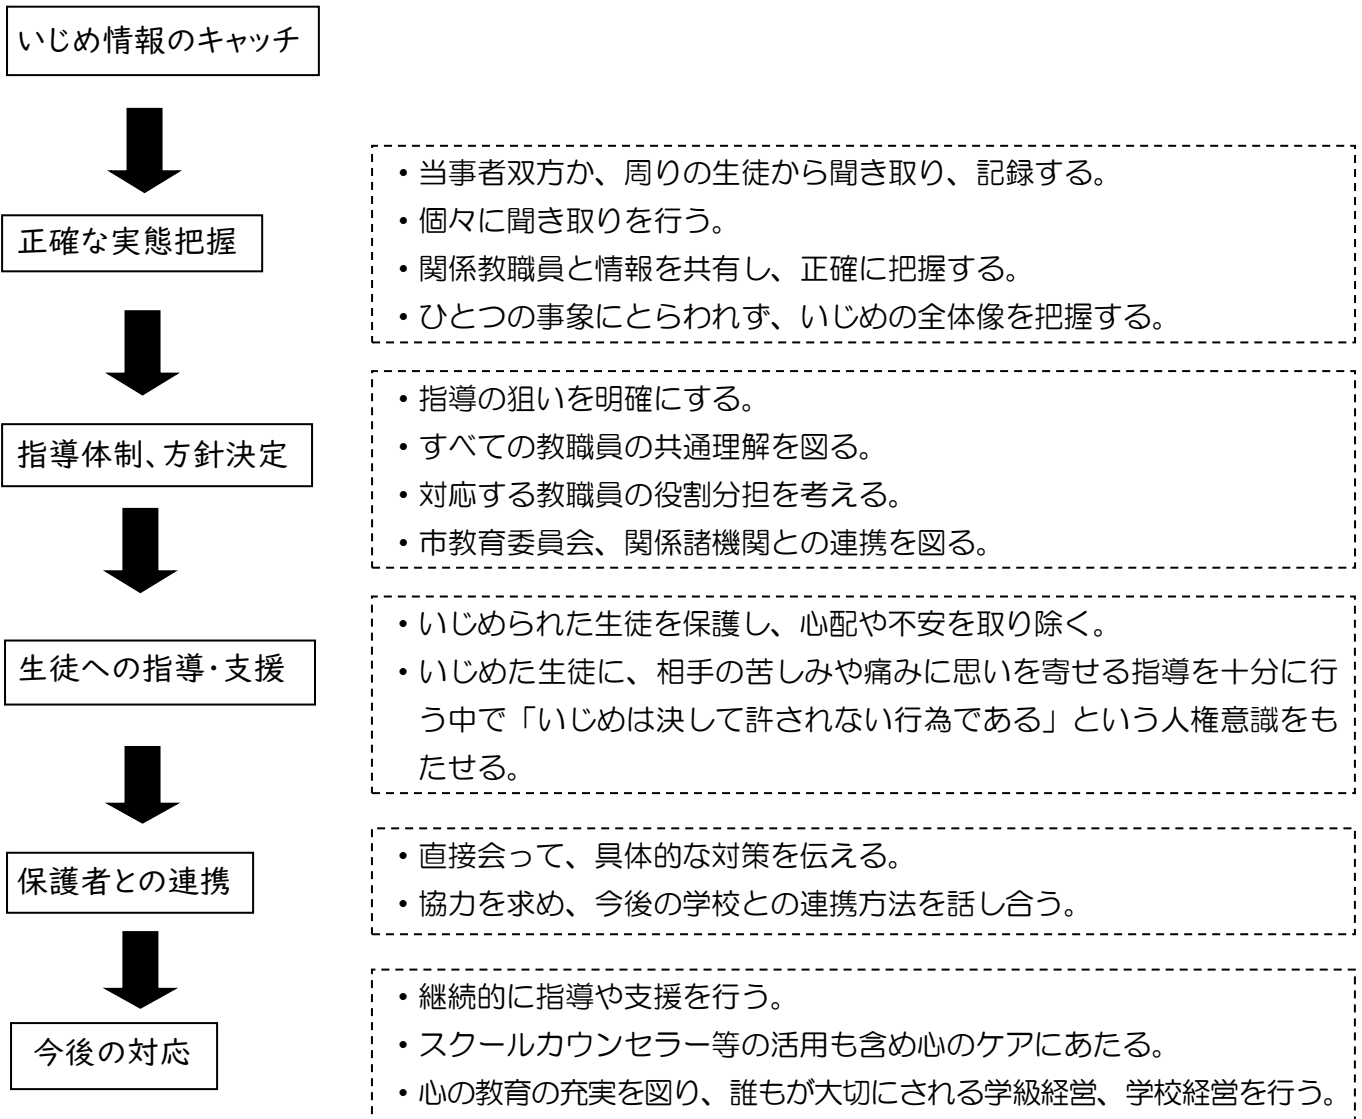 いじめ情報のキャッチ
正確な実態把握
・当事者双方か、周りの生徒から聞き取り、記録する。
・個々に聞き取りを行う。
・関係教職員と情報を共有し、正確に把握する。
・ひとつの事象にとらわれず、いじめの全体像を把握する。
指導体制、方針決定
・指導の狙いを明確にする。
・すべての教職員の共通理解を図る。
・対応する教職員の役割分担を考える。
・市教育委員会、関係諸機関との連携を図る。
生徒への指導・支援
・いじめられた生徒を保護し、心配や不安を取り除く。
・いじめた生徒に、相手の苦しみや痛みに思いを寄せる指導を十分に行
う中で「いじめは決して許されない行為である」という人権意識をも
たせる。
保護者との連携
・直接会って、具体的な対策を伝える。
・協力を求め、今後の学校との連携方法を話し合う。
今後の対応
・継続的に指導や支援を行う。
・スクールカウンセラー等の活用も含め心のケアにあたる。
・心の教育の充実を図り、誰もが大切にされる学級経営、学校経営を行う。